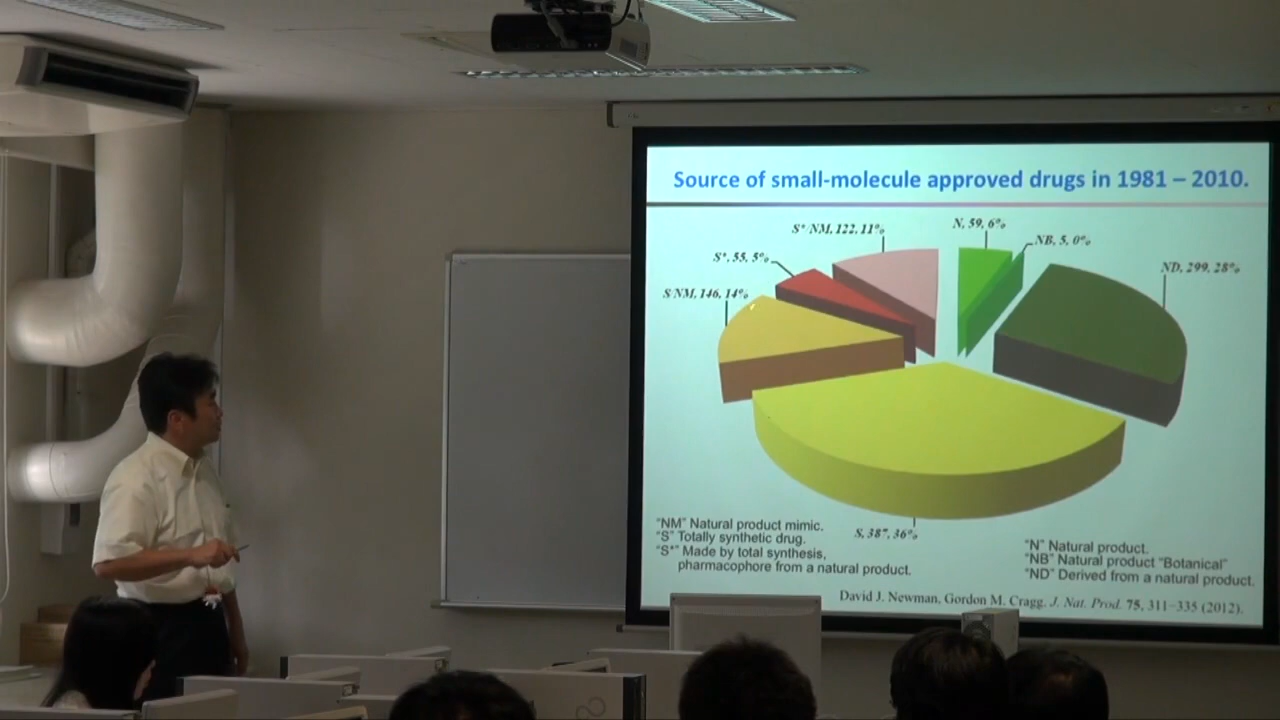 Source of small-molecule approved drugs in 1981 – 2010.
S* NM, 122, 11%
N, 59, 6%
NB, 5, 0%
S*, 55, 5%
ND, 299, 28%
S/NM, 146, 14%
S, 387, 36%
"NM" Natural product mimic.
"S" Totally synthetic drug.
"S*" Made by total synthesis,
pharmacophore from a natural product.
"N" Natural product.
"NB" Natural product "Botanical"
"ND" Derived from a natural product.
David J. Newman, Gordon M. Cragg. J. Nat. Prod. 75, 311–335 (2012).